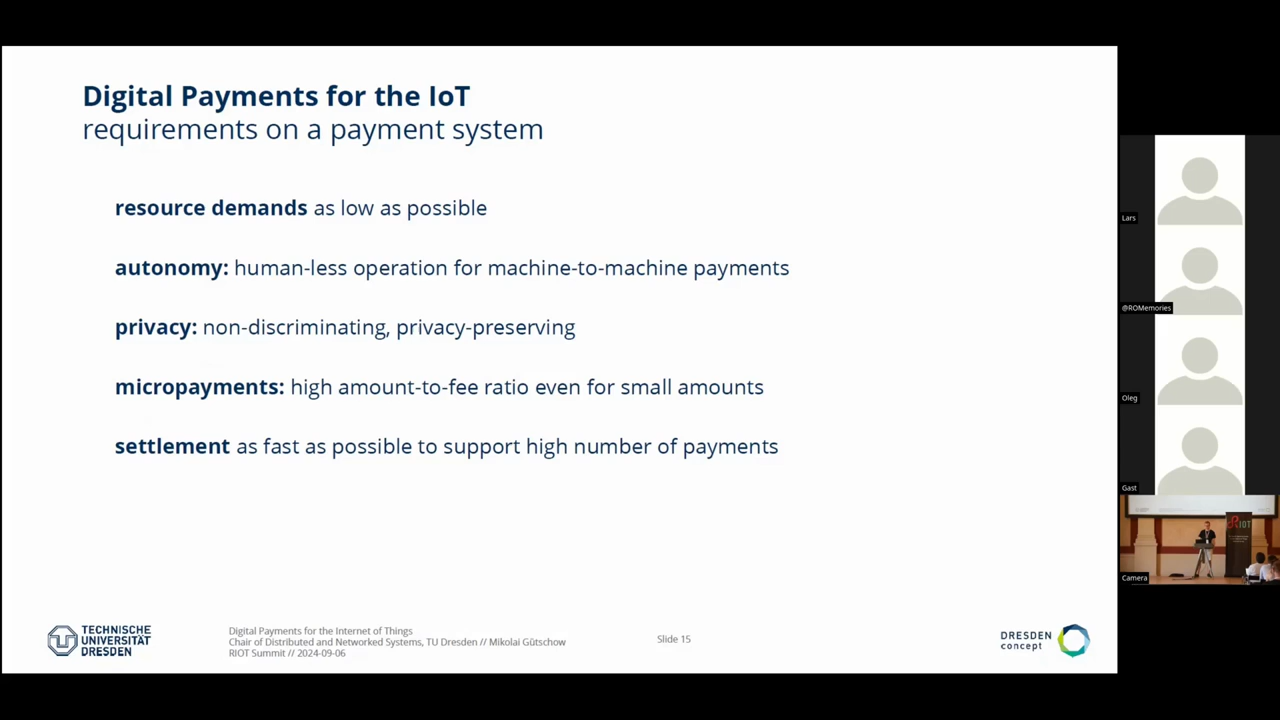 Digital Payments for the IoT
requirements on a payment system
resource demands as low as possible
autonomy: human-less operation for machine-to-machine payments
privacy: non-discriminating, privacy-preserving
micropayments: high amount-to-fee ratio even for small amounts
settlement as fast as possible to support high number of payments
TECHNISCHE
UNIVERSITÄT
DRESDEN
Digital Payments for the Internet of Things
Chair of Distributed and Networked Systems, TU Dresden // Mikolai Gütschow
RIOT Summit // 2024-09-06
Slide 15
DRESDEN
concept
Lars
@ROMemories
Oleg
Gast
RIOT
Camera